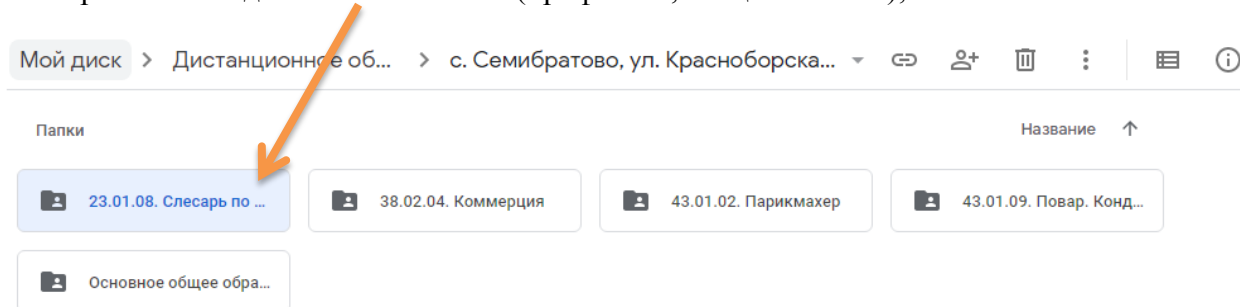 Мой диск > Дистанционное об... > с. Семибратово, ул. Красноборска...
Папки Название
23.01.08. Слесарь по ... 38.02.04. Коммерция 43.01.02. Парикмахер 43.01.09. Повар. Конд...
Основное общее обра...